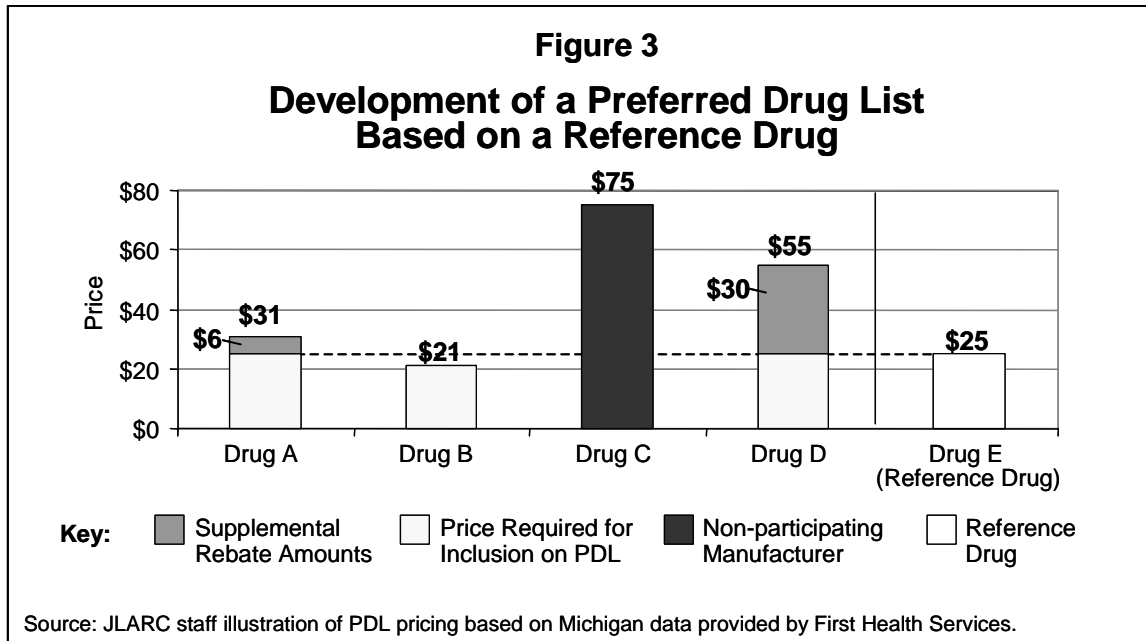 Figure 3
Development of a Preferred Drug List
Based on a Reference Drug
$80
$60
$40
$20
$0
Price
$31
$6
$21
$75
$55
$30
$25
Drug A
Drug B
Drug C
Drug D
Drug E
(Reference Drug)
Key:
Supplemental
Rebate Amounts
Price Required for
Inclusion on PDL
Non-participating
Manufacturer
Reference
Drug
Source: JLARC staff illustration of PDL pricing based on Michigan data provided by First Health Services.